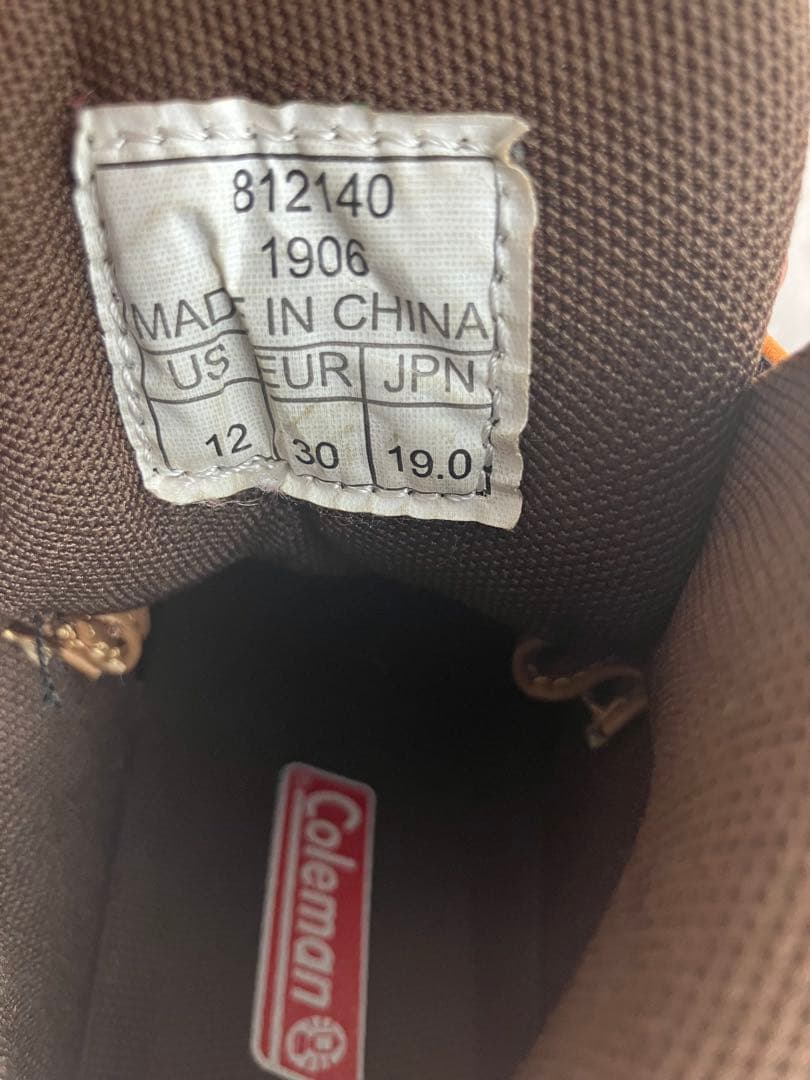 812140
1906
MADE IN CHINA
US EUR JPN
12 30 19.0
Coleman